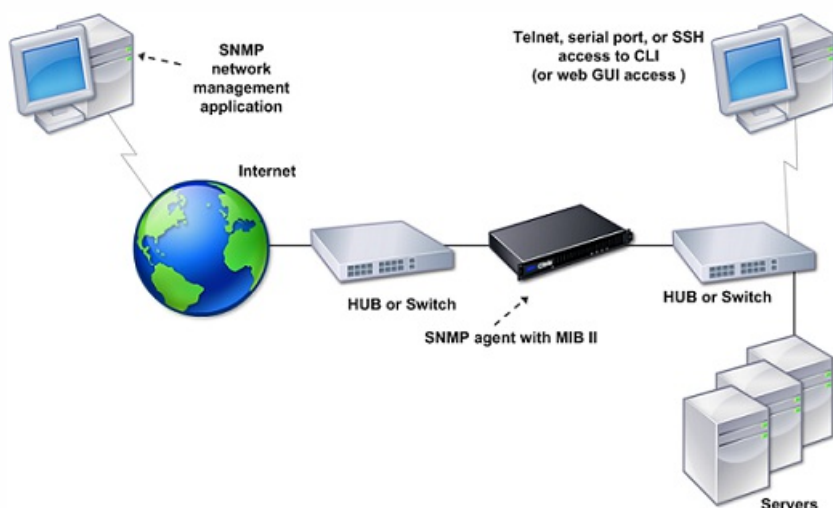 SNMP
network
management
application
Telnet, serial port, or SSH
access to CLI
(or web GUI access )
Internet
HUB or Switch
SNMP agent with MIB II
HUB or Switch
Servers